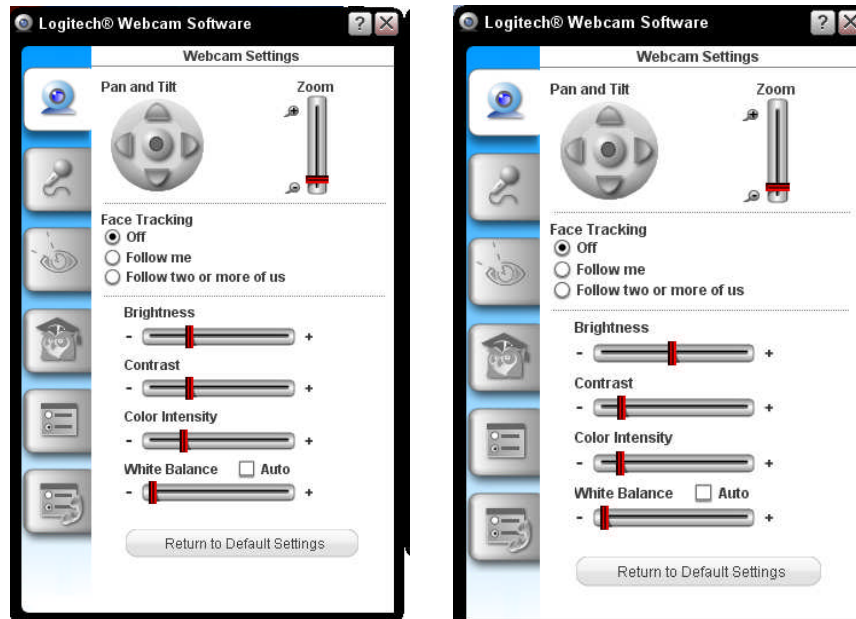 Logitech® Webcam Software ? X
Webcam Settings
Pan and Tilt Zoom
Face Tracking
Off
Follow me
Follow two or more of us
Brightness
- +
Contrast
- +
Color Intensity
- +
White Balance Auto
- +
Return to Default Settings
Logitech® Webcam Software ? X
Webcam Settings
Pan and Tilt Zoom
Face Tracking
Off
Follow me
Follow two or more of us
Brightness
- +
Contrast
- +
Color Intensity
- +
White Balance Auto
- +
Return to Default Settings